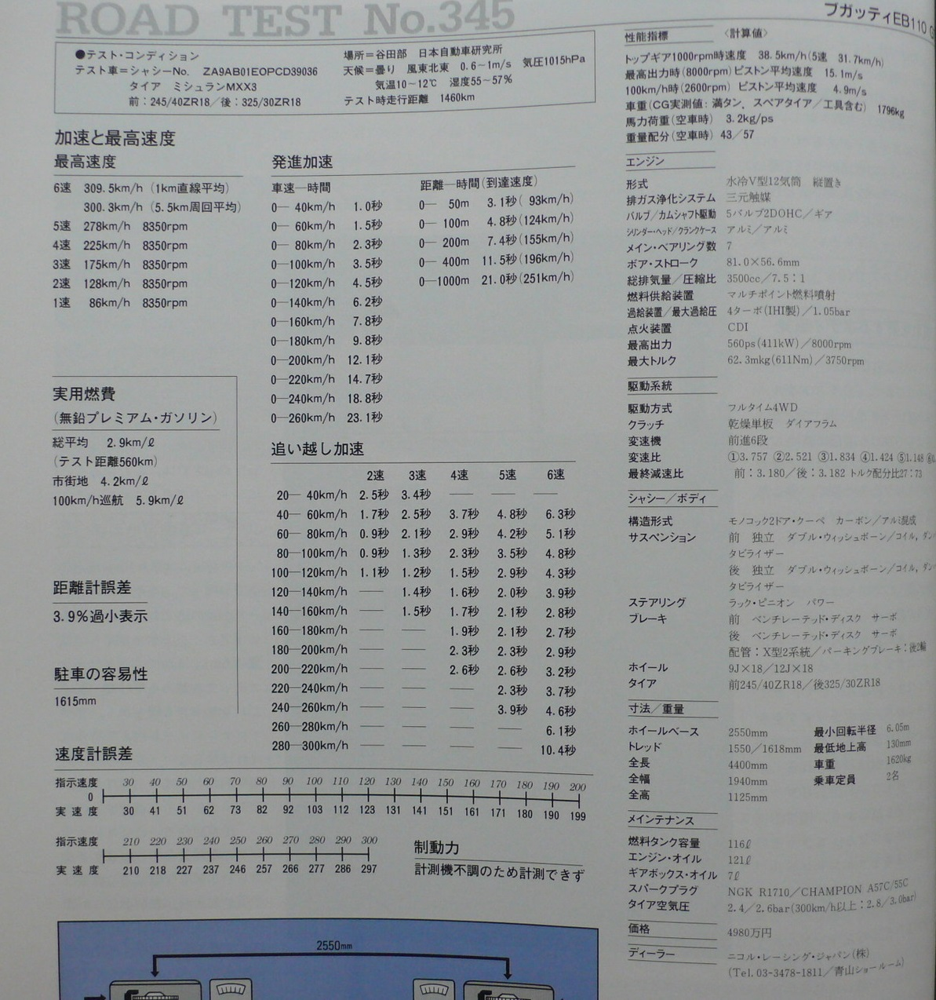 ROAD TEST No.345
●テスト・コンディション
テスト車＝シャシーNo. ZA9AB01EOPCD39036
タイア ミシュランMXX3
前：245/40ZR18／後：325/30ZR18
場所＝谷田部 日本自動車研究所
天候＝曇り 風東北東 0.6～1m/s 気圧1015hPa
気温10～12℃ 湿度55～57%
テスト時走行距離 1460km
加速と最高速度
最高速度
6速 309.5km/h (1km直線平均)
300.3km/h (5.5km周回平均)
5速 278km/h 8350rpm
4速 225km/h 8350rpm
3速 175km/h 8350rpm
2速 128km/h 8350rpm
1速 86km/h 8350rpm
発進加速
車速―時間
0― 40km/h 1.0秒
0― 60km/h 1.5秒
0― 80km/h 2.3秒
0―100km/h 3.5秒
0―120km/h 4.5秒
0―140km/h 6.2秒
0―160km/h 7.8秒
0―180km/h 9.8秒
0―200km/h 12.1秒
0―220km/h 14.7秒
0―240km/h 18.8秒
0―260km/h 23.1秒
距離―時間(到達速度)
0― 50m 3.1秒( 93km/h)
0― 100m 4.8秒(124km/h)
0― 200m 7.4秒(155km/h)
0― 400m 11.5秒(196km/h)
0―1000m 21.0秒(251km/h)
実用燃費
(無鉛プレミアム・ガソリン)
総平均 2.9km/ℓ
(テスト距離560km)
市街地 4.2km/ℓ
100km/h巡航 5.9km/ℓ
距離計誤差
3.9%過小表示
駐車の容易性
1615mm
追い越し加速
2速 3速 4速 5速 6速
20― 40km/h 2.5秒 3.4秒 ― ― ―
40― 60km/h 1.7秒 2.5秒 3.7秒 4.8秒 6.3秒
60― 80km/h 0.9秒 2.1秒 2.9秒 4.2秒 5.1秒
80―100km/h 0.9秒 1.3秒 2.3秒 3.5秒 4.8秒
100―120km/h 1.1秒 1.2秒 1.5秒 2.9秒 4.3秒
120―140km/h ― 1.4秒 1.6秒 2.0秒 3.9秒
140―160km/h ― 1.5秒 1.7秒 2.1秒 2.8秒
160―180km/h ― ― 1.9秒 2.1秒 2.7秒
180―200km/h ― ― 2.3秒 2.3秒 2.9秒
200―220km/h ― ― 2.6秒 2.6秒 3.2秒
220―240km/h ― ― ― 2.3秒 3.7秒
240―260km/h ― ― ― 3.9秒 4.6秒
260―280km/h ― ― ― ― 6.1秒
280―300km/h ― ― ― ― 10.4秒
速度計誤差
指示速度 30 40 50 60 70 80 90 100 110 120 130 140 150 160 170 180 190 200
0
実速度 30 41 51 62 73 82 92 103 112 123 131 141 151 161 171 180 190 199
指示速度 210 220 230 240 250 260 270 280 290 300
実速度 210 218 227 237 246 257 266 277 286 297
制動力
計測機不調のため計測できず
2550mm
ブガッティEB110
性能指標 〈計算値〉
トップギア1000rpm時速度 38.5km/h(5速 31.7km/h)
最高出力時(8000rpm)ピストン平均速度 15.1m/s
100km/h時(2600rpm) ピストン平均速度 4.9m/s
車重(CG実測値：満タン，スペアタイア／工具含む) 1796kg
馬力荷重(空車時) 3.2kg/ps
重量配分(空車時) 43／57
エンジン
形式 水冷V型12気筒 縦置き
排ガス浄化システム 三元触媒
バルブ／カムシャフト駆動 5バルブ2DOHC／ギア
シリンダー・ヘッド／クランクケース アルミ／アルミ
メイン・ベアリング数 7
ボア・ストローク 81.0×56.6mm
総排気量／圧縮比 3500cc／7.5：1
燃料供給装置 マルチポイント燃料噴射
過給装置／最大過給圧 4ターボ(IHI製)／1.05bar
点火装置 CDI
最高出力 560ps(411kW)／8000rpm
最大トルク 62.3mkg(611Nm)／3750rpm
駆動系統
駆動方式 フルタイム4WD
クラッチ 乾燥単板 ダイアフラム
変速機 前進6段
変速比 ①3.757 ②2.521 ③1.834 ④1.424 ⑤1.148 ⑥
最終減速比 前：3.180／後：3.182 トルク配分比27：73
シャシー／ボディ
構造形式 モノコック2ドア・クーペ カーボン／アルミ混成
サスペンション 前 独立 ダブル・ウィッシュボーン／コイル，ダン
タビライザー
後 独立 ダブル・ウィッシュボーン／コイル，ダン
タビライザー
ステアリング ラック・ピニオン パワー
ブレーキ 前 ベンチレーテッド・ディスク サーボ
後 ベンチレーテッド・ディスク サーボ
配管：X型2系統／パーキングブレーキ：後2輪
ホイール 9J×18／12J×18
タイア 前245/40ZR18／後325/30ZR18
寸法／重量
ホイールベース 2550mm 最小回転半径 6.05m
トレッド 1550／1618mm 最低地上高 130mm
全長 4400mm 車重 1620kg
全幅 1940mm 乗車定員 2名
全高 1125mm
メインテナンス
燃料タンク容量 116ℓ
エンジン・オイル 121ℓ
ギアボックス・オイル 7ℓ
スパークプラグ NGK R1710／CHAMPION A57C/55C
タイア空気圧 2.4／2.6bar(300km/h以上：2.8／3.0bar)
価格 4980万円
ディーラー ニコル・レーシング・ジャパン(株)
(Tel.03-3478-1811／青山ショールーム)